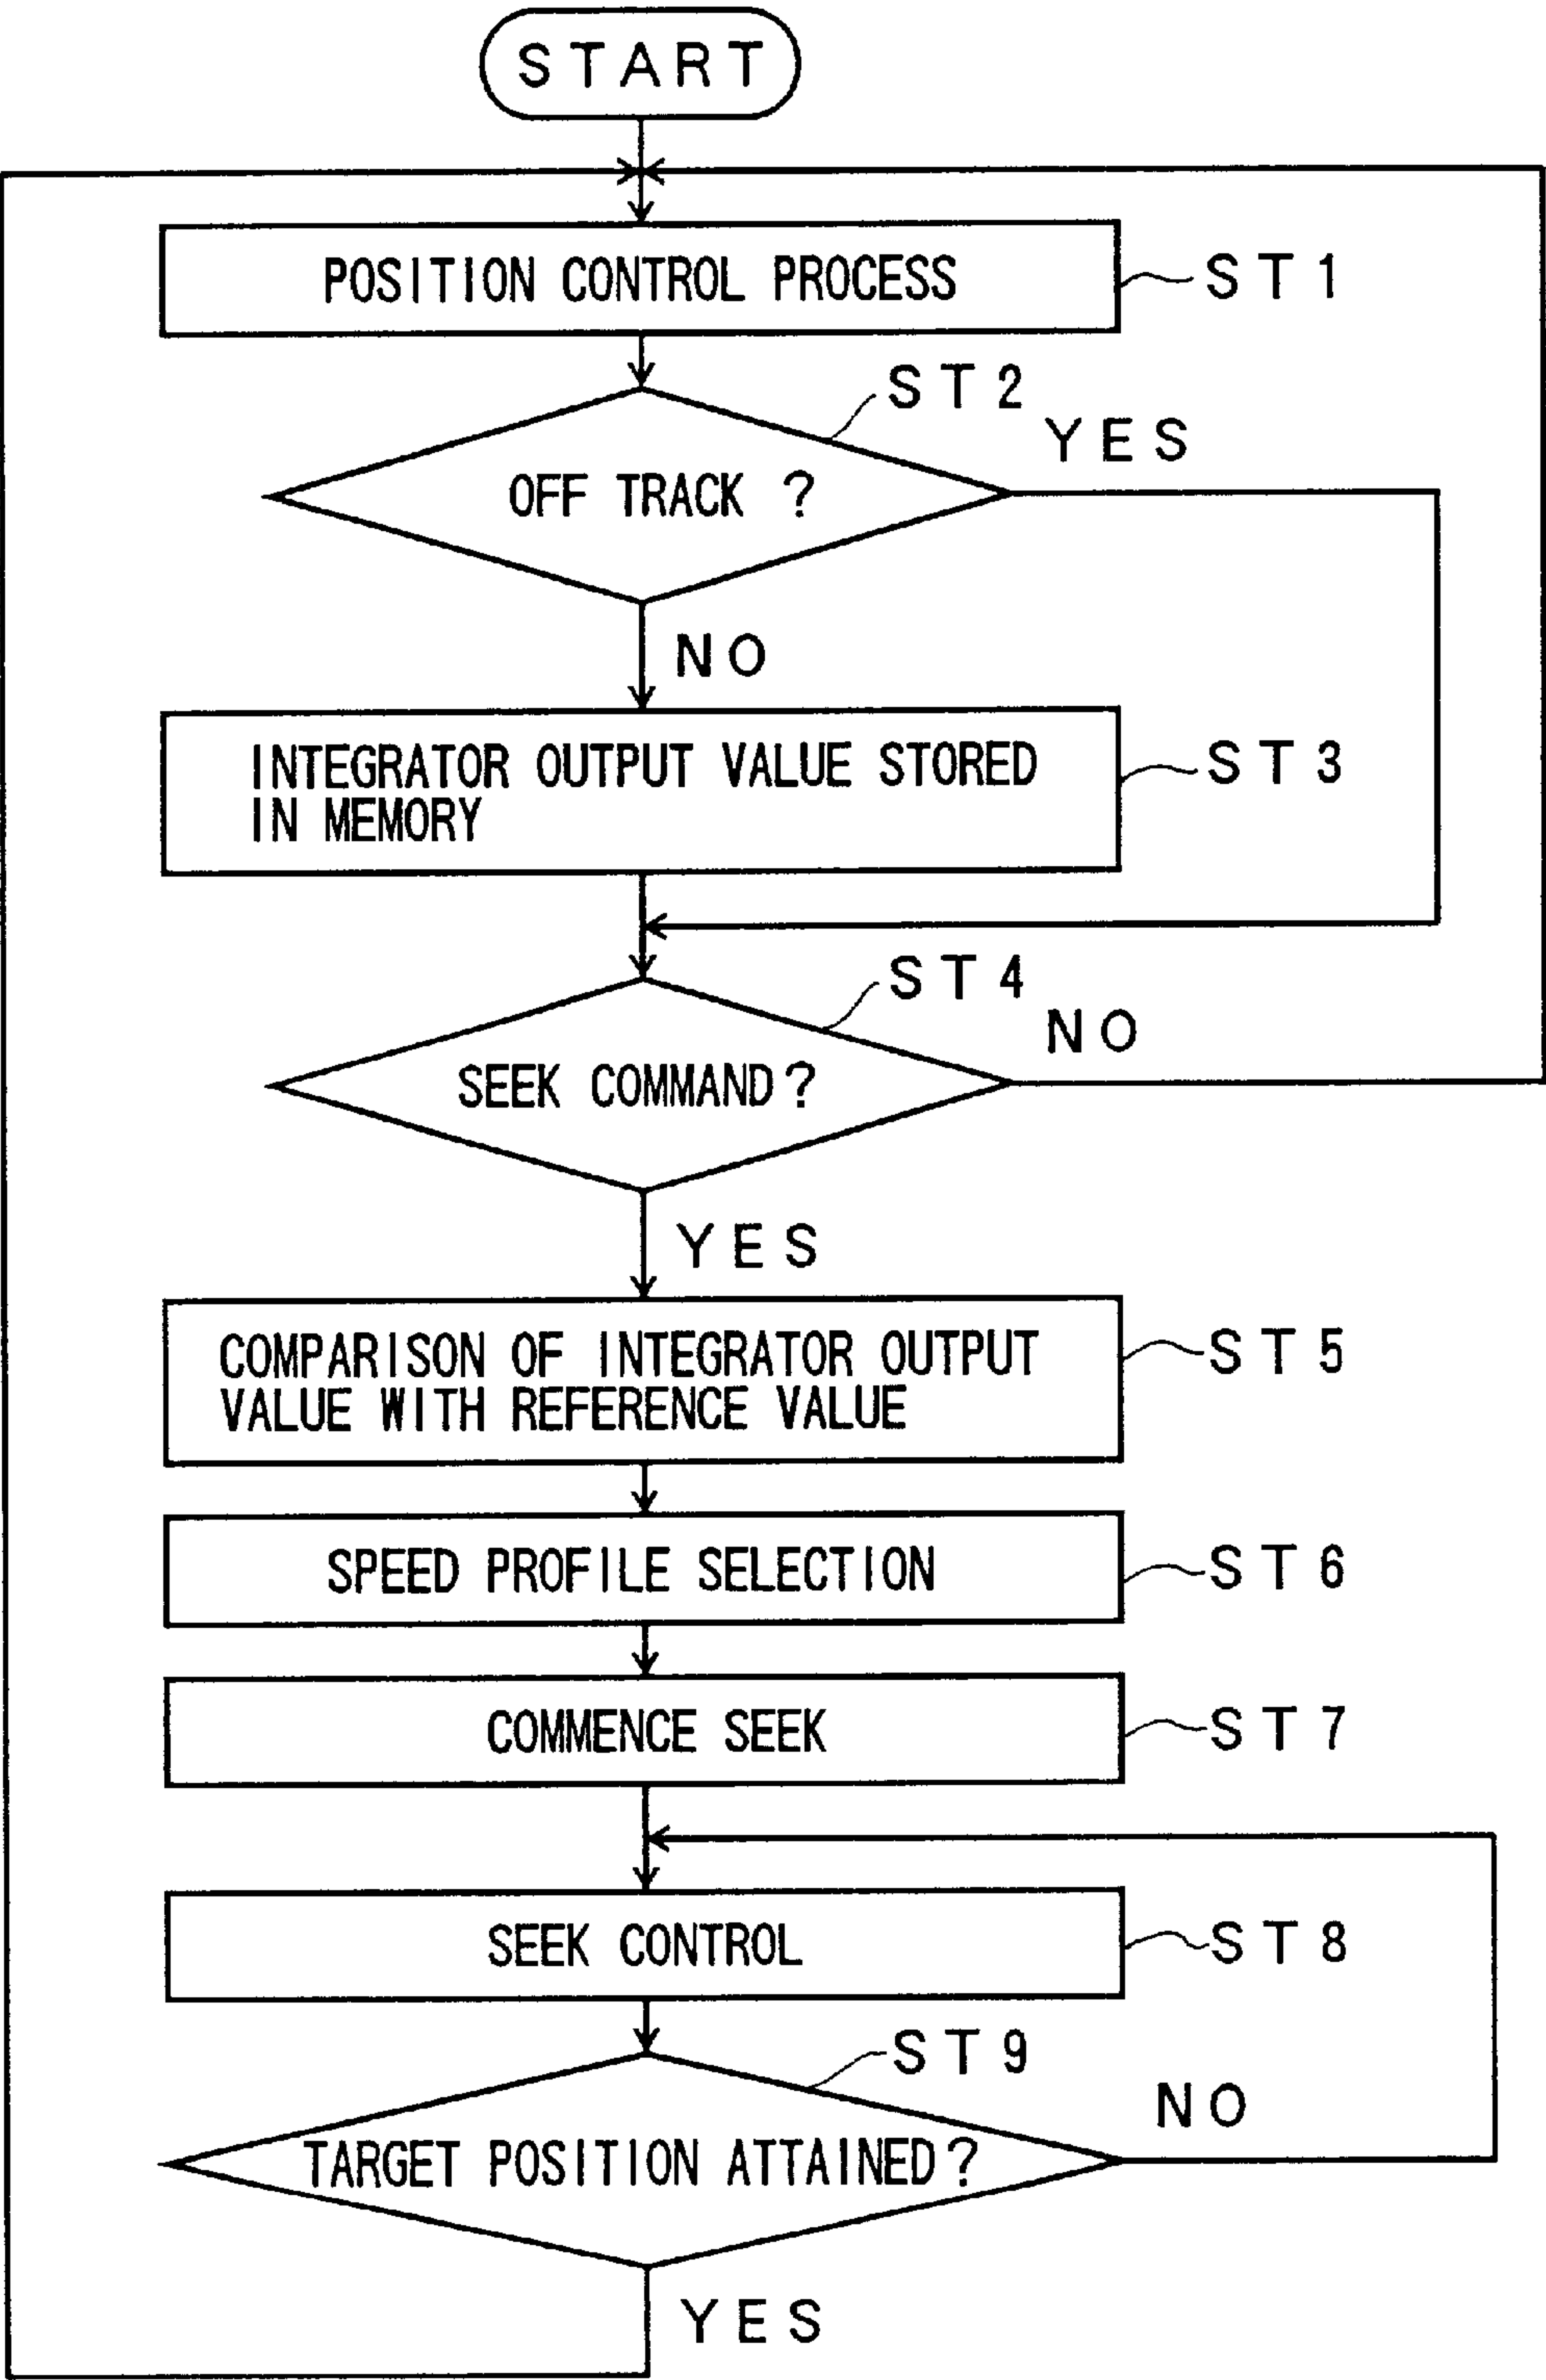 START
POSITION CONTROL PROCESS
ST1
ST2
YES
OFF TRACK ?
NO
INTEGRATOR OUTPUT VALUE STORED
IN MEMORY
ST3
ST4
NO
SEEK COMMAND?
YES
COMPARISON OF INTEGRATOR OUTPUT
VALUE WITH REFERENCE VALUE
ST5
SPEED PROFILE SELECTION
ST6
COMMENCE SEEK
ST7
SEEK CONTROL
ST8
ST9
NO
TARGET POSITION ATTAINED?
YES